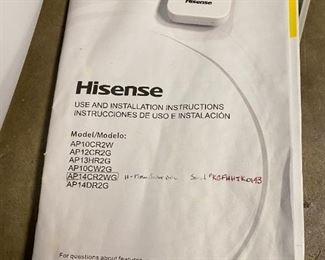 Hisense
Hisense
USE AND INSTALLATION INSTRUCTIONS
INSTRUCCIONES DE USO E INSTALACIÓN
Model/Modelo:
AP10CR2W
AP12CR2G
AP13HR2G
AP10CW2G
AP14CR2WG
AP14DR2G
For questions about features